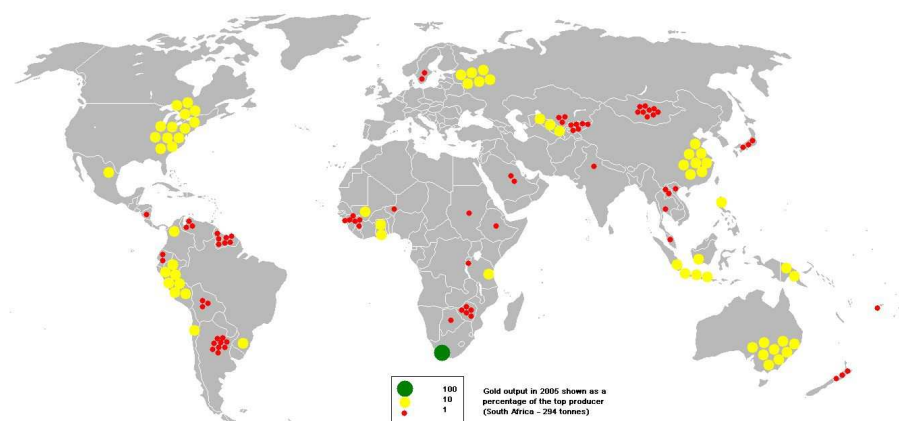 100
10
1
Gold output in 2005 shown as a
percentage of the top producer
(South Africa - 294 tonnes)